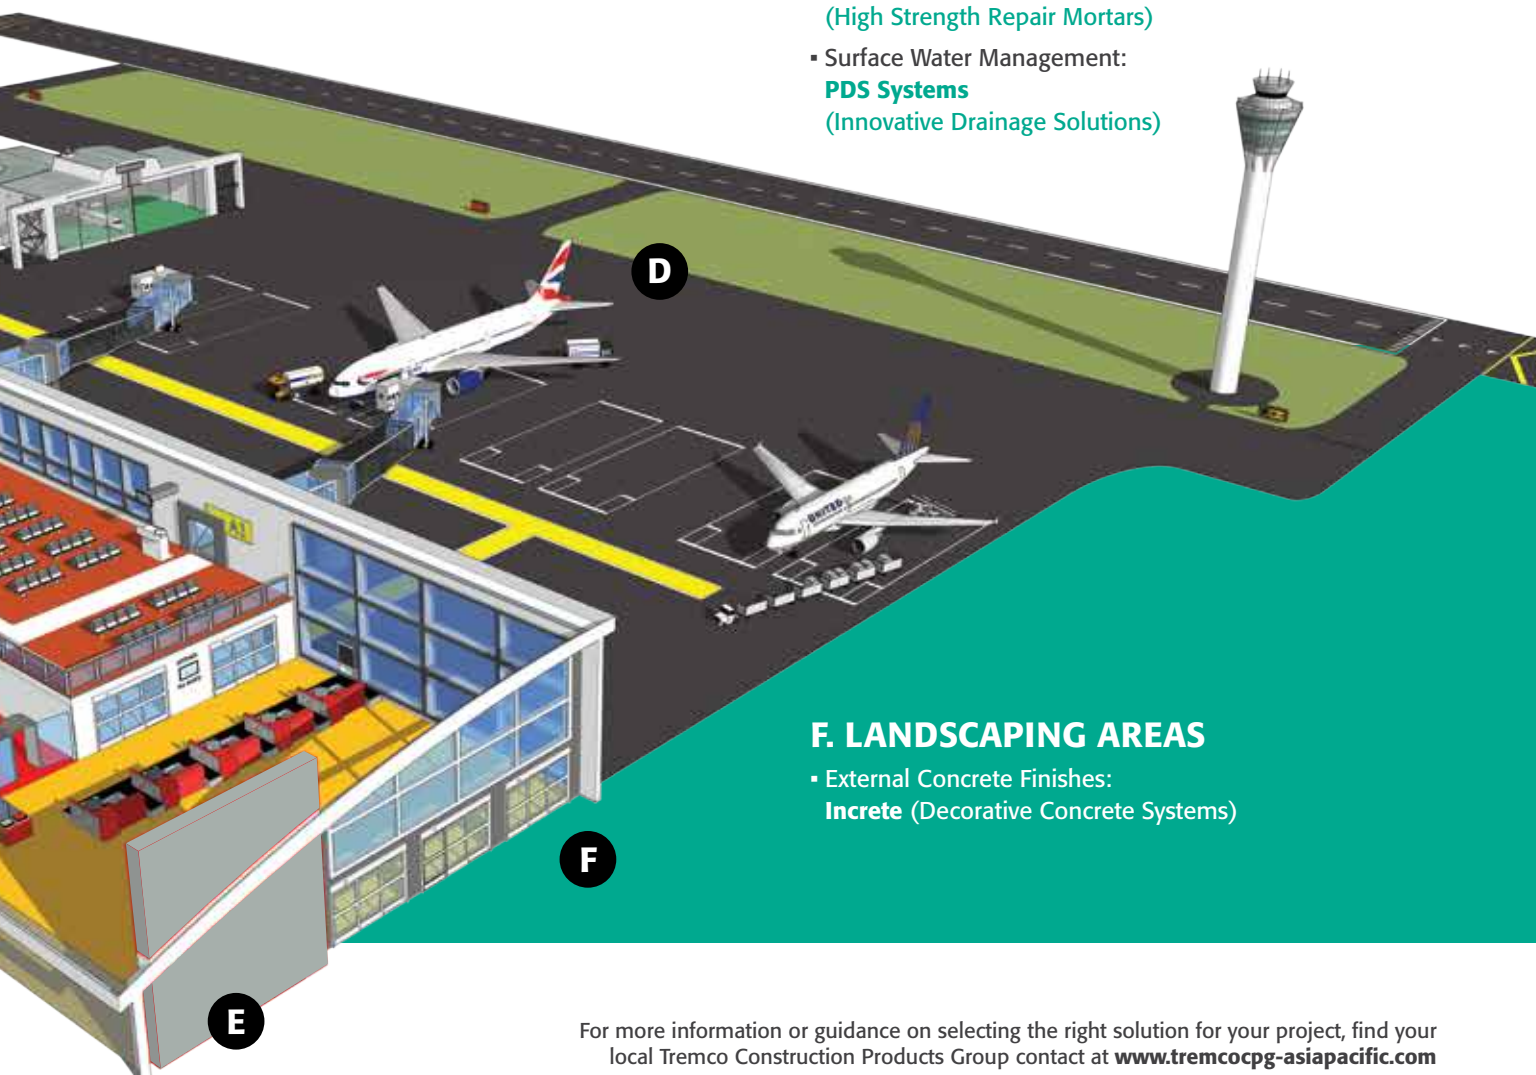 (High Strength Repair Mortars)
▪ Surface Water Management:
PDS Systems
(Innovative Drainage Solutions)
D
UNITED
A1
F. LANDSCAPING AREAS
▪ External Concrete Finishes:
Increte (Decorative Concrete Systems)
F
E
For more information or guidance on selecting the right solution for your project, find your
local Tremco Construction Products Group contact at www.tremcocpg-asiapacific.com